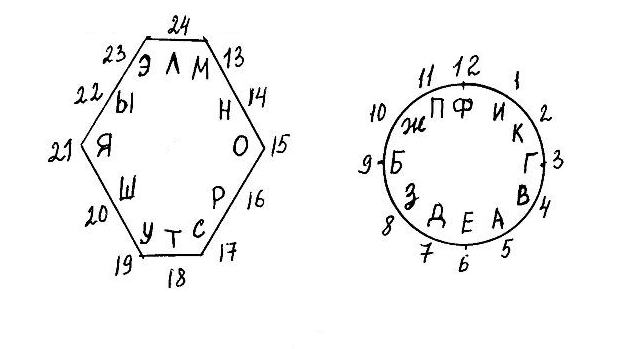 24
23 Э Л М 13
22 Ы Н 14
21 Я О 15
20 Ш Р 16
19 У Т С 17
18
12
11 П Ф И 1
10 Ж К 2
9 Б Г 3
8 З В 4
7 Д Е А 5
6